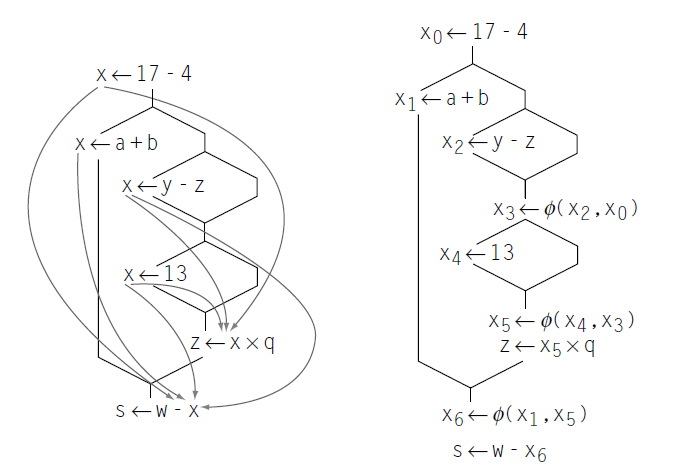 x ← 17 - 4
x ← a + b
x ← y - z
x ← 13
z ← x × q
s ← w - x
x₀ ← 17 - 4
x₁ ← a + b
x₂ ← y - z
x₃ ← ϕ(x₂,x₀)
x₄ ← 13
x₅ ← ϕ(x₄,x₃)
z ← x₅ × q
x₆ ← ϕ(x₁,x₅)
s ← w - x₆